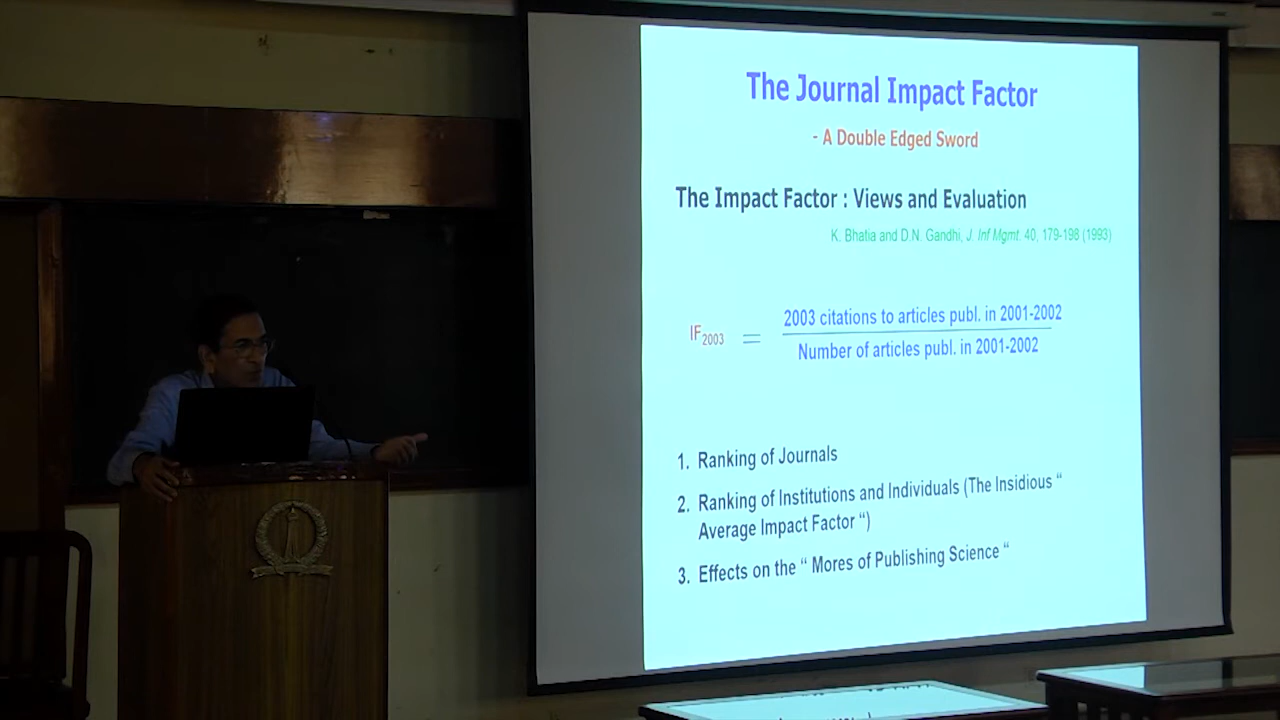 The Journal Impact Factor
- A Double Edged Sword
The Impact Factor : Views and Evaluation
K. Bhatia and D.N. Gandhi, J. Inf Mgmt. 40, 179-198 (1993)
IF2003 = 2003 citations to articles publ. in 2001-2002
Number of articles publ. in 2001-2002
1. Ranking of Journals
2. Ranking of Institutions and Individuals (The Insidious “
Average Impact Factor “)
3. Effects on the “ Mores of Publishing Science “